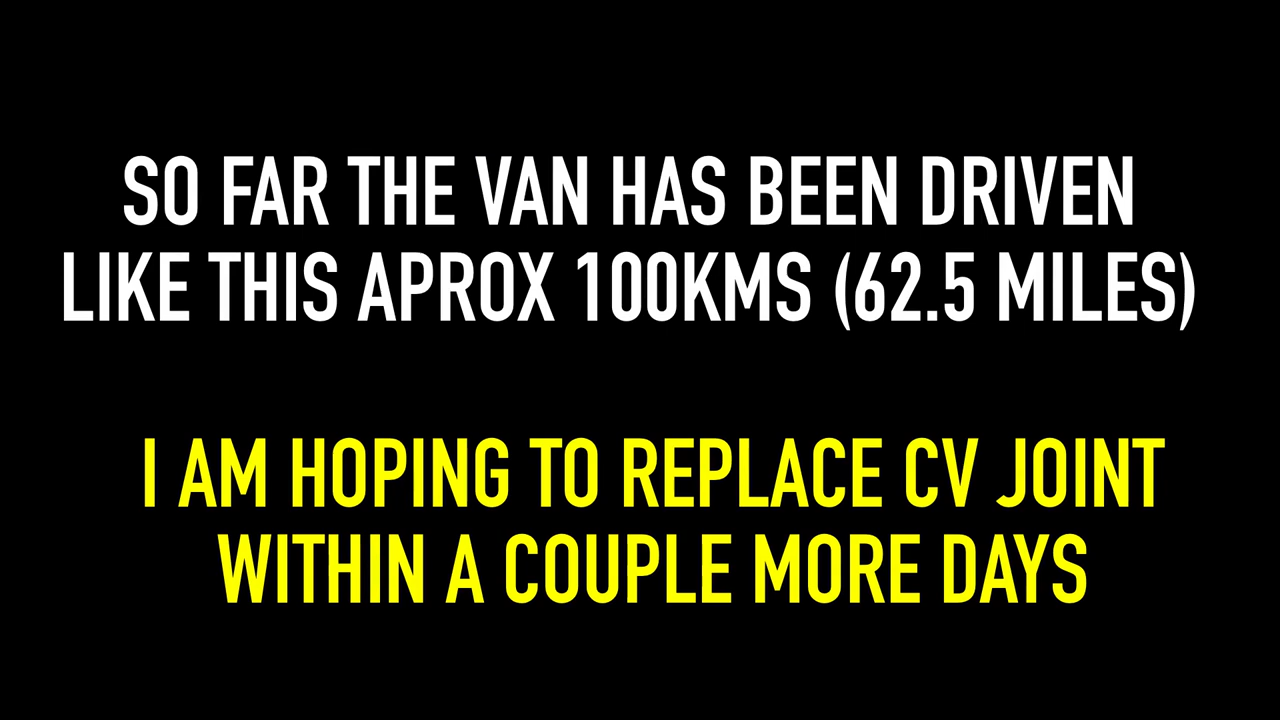 SO FAR THE VAN HAS BEEN DRIVEN
LIKE THIS APROX 100KMS (62.5 MILES)
I AM HOPING TO REPLACE CV JOINT
WITHIN A COUPLE MORE DAYS